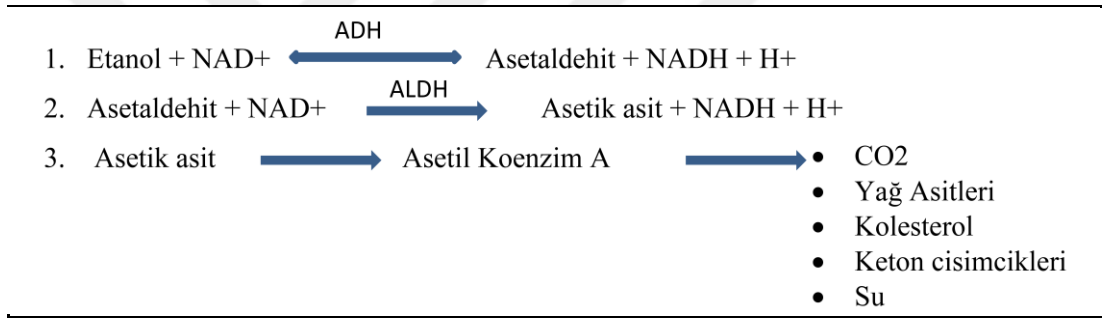 ADH
1. Etanol + NAD+ Asetaldehit + NADH + H+
ALDH
2. Asetaldehit + NAD+ Asetik asit + NADH + H+
3. Asetik asit Asetil Koenzim A • CO2
• Yağ Asitleri
• Kolesterol
• Keton cisimcikleri
• Su